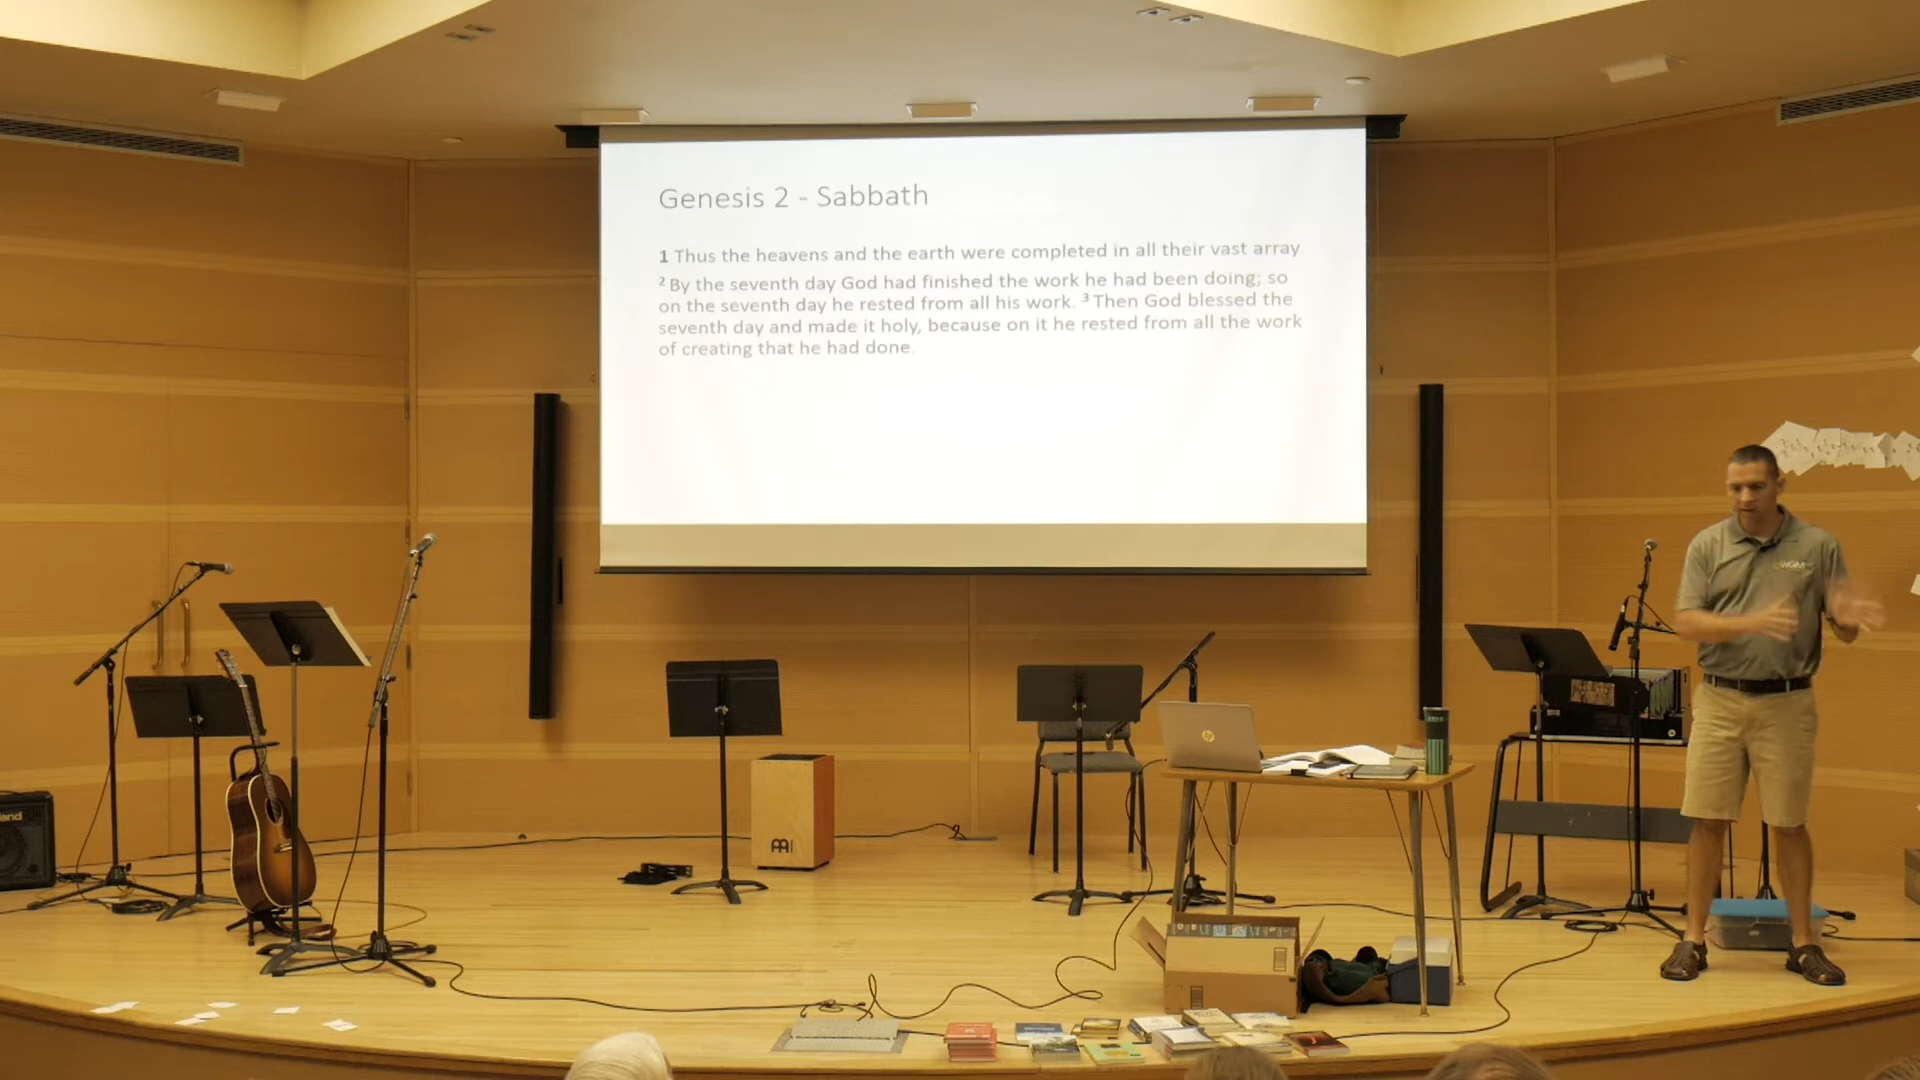 Genesis 2 - Sabbath
1 Thus the heavens and the earth were completed in all their vast array.
2 By the seventh day God had finished the work he had been doing; so
on the seventh day he rested from all his work. 3 Then God blessed the
seventh day and made it holy, because on it he rested from all the work
of creating that he had done.
WGM
hp